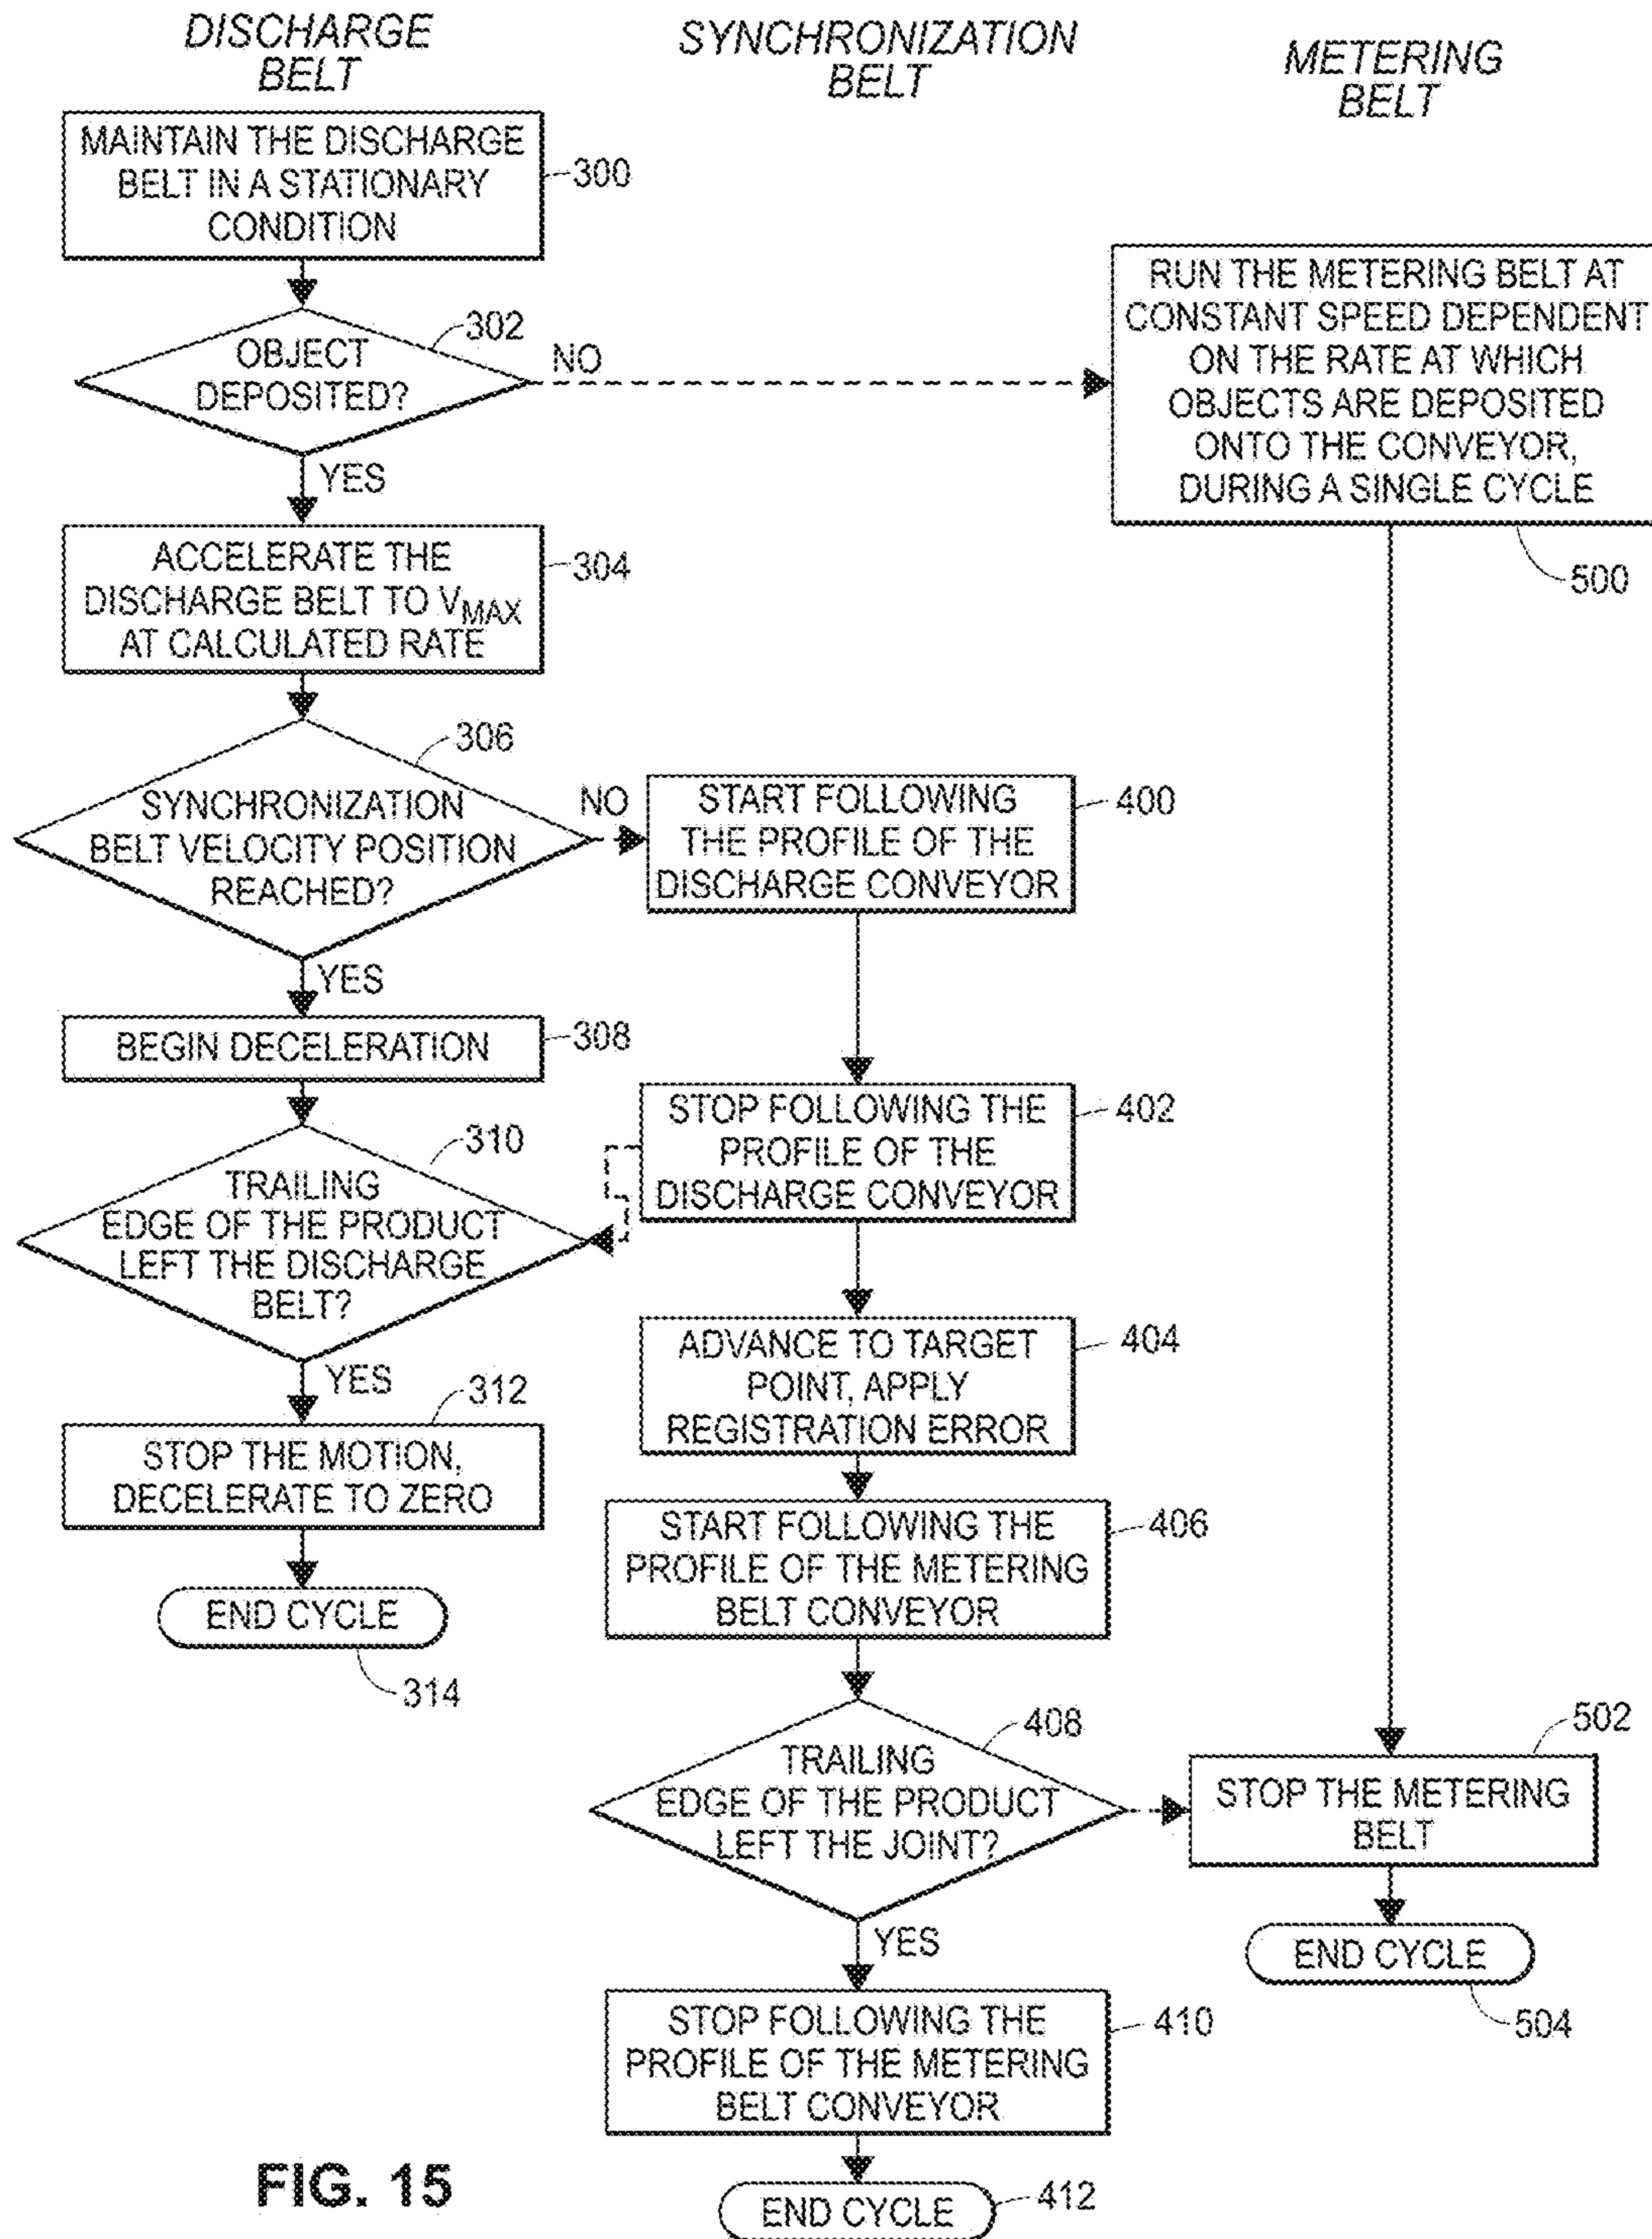 DISCHARGE
BELT
SYNCHRONIZATION
BELT
METERING
BELT
MAINTAIN THE DISCHARGE
BELT IN A STATIONARY
CONDITION
300
302
OBJECT
DEPOSITED?
NO
YES
RUN THE METERING BELT AT
CONSTANT SPEED DEPENDENT
ON THE RATE AT WHICH
OBJECTS ARE DEPOSITED
ONTO THE CONVEYOR,
DURING A SINGLE CYCLE
500
ACCELERATE THE
DISCHARGE BELT TO VMAX
AT CALCULATED RATE
304
306
SYNCHRONIZATION
BELT VELOCITY POSITION
REACHED?
NO
YES
START FOLLOWING
THE PROFILE OF THE
DISCHARGE CONVEYOR
400
BEGIN DECELERATION
308
310
TRAILING
EDGE OF THE PRODUCT
LEFT THE DISCHARGE
BELT?
YES
STOP FOLLOWING THE
PROFILE OF THE
DISCHARGE CONVEYOR
402
ADVANCE TO TARGET
POINT, APPLY
REGISTRATION ERROR
404
312
STOP THE MOTION,
DECELERATE TO ZERO
END CYCLE
314
START FOLLOWING THE
PROFILE OF THE METERING
BELT CONVEYOR
406
408
TRAILING
EDGE OF THE PRODUCT
LEFT THE JOINT?
YES
502
STOP THE METERING
BELT
END CYCLE
504
STOP FOLLOWING THE
PROFILE OF THE METERING
BELT CONVEYOR
410
END CYCLE
412
FIG. 15